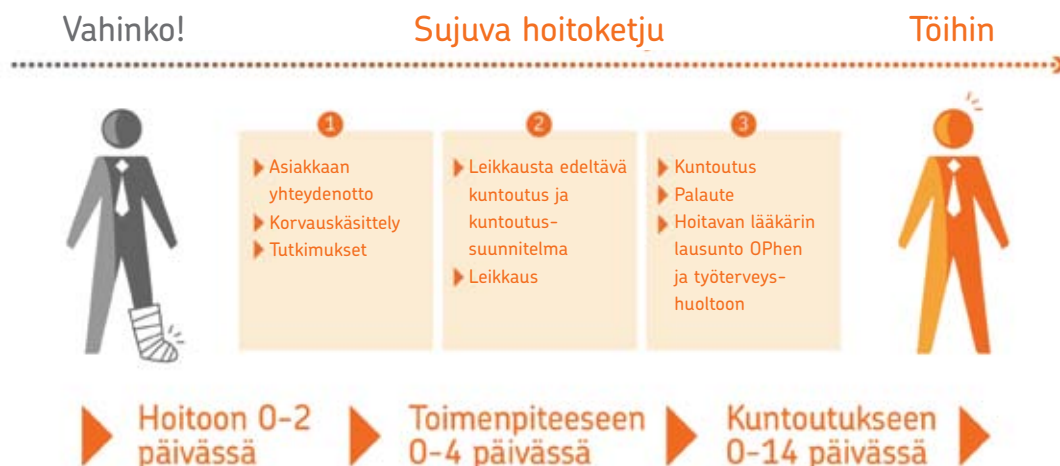 Vahinko!
Sujuva hoitoketju
Töihin
1
Asiakkaan
yhteydenotto
Korvauskäsittely
Tutkimukset
2
Leikkausta edeltävä
kuntoutus ja
kuntoutus-
suunnitelma
Leikkaus
3
Kuntoutus
Palaute
Hoitavan lääkärin
lausunto OPhen
ja työterveys-
huoltoon
Hoitoon 0-2
päivässä
Toimenpiteeseen
0-4 päivässä
Kuntoutukseen
0-14 päivässä